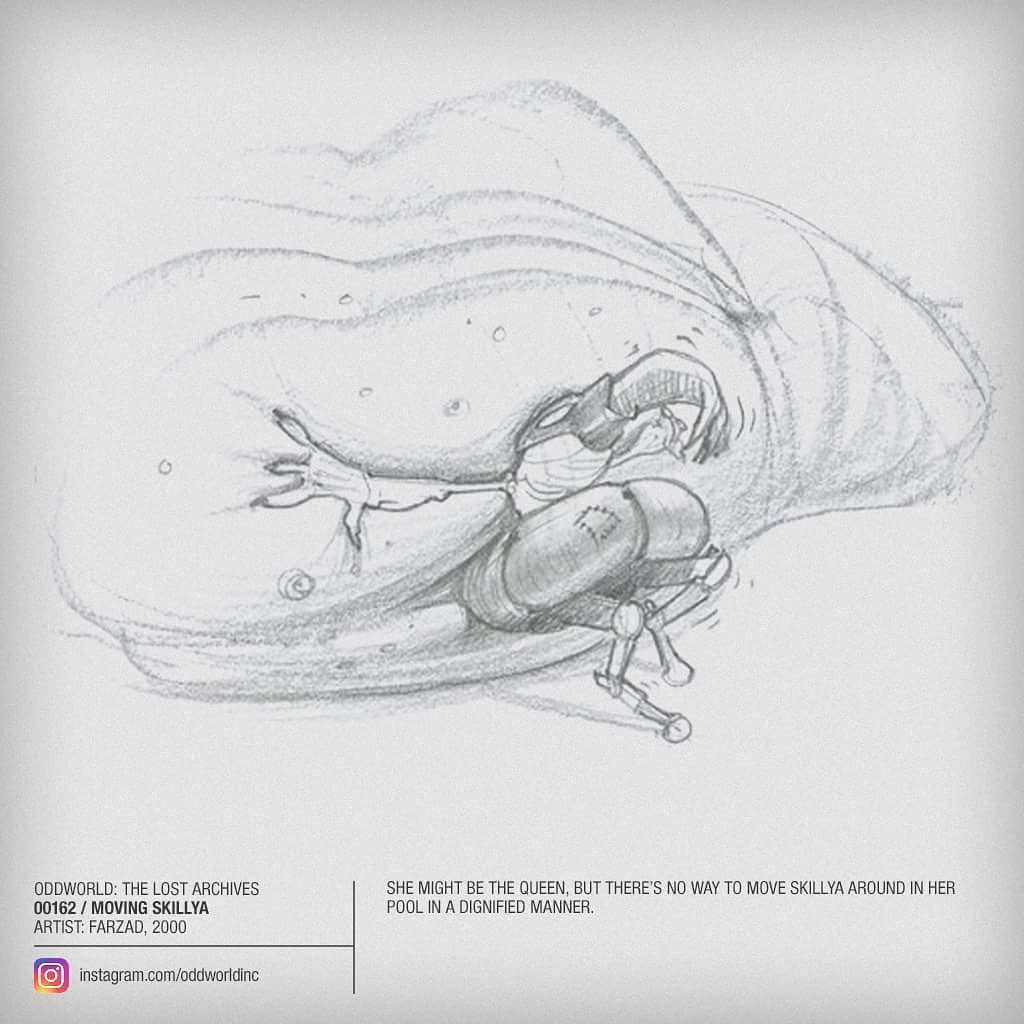 ODDWORLD: THE LOST ARCHIVES
00162 / MOVING SKILLYA
ARTIST: FARZAD, 2000
instagram.com/oddworldinc
SHE MIGHT BE THE QUEEN, BUT THERE'S NO WAY TO MOVE SKILLYA AROUND IN HER
POOL IN A DIGNIFIED MANNER.